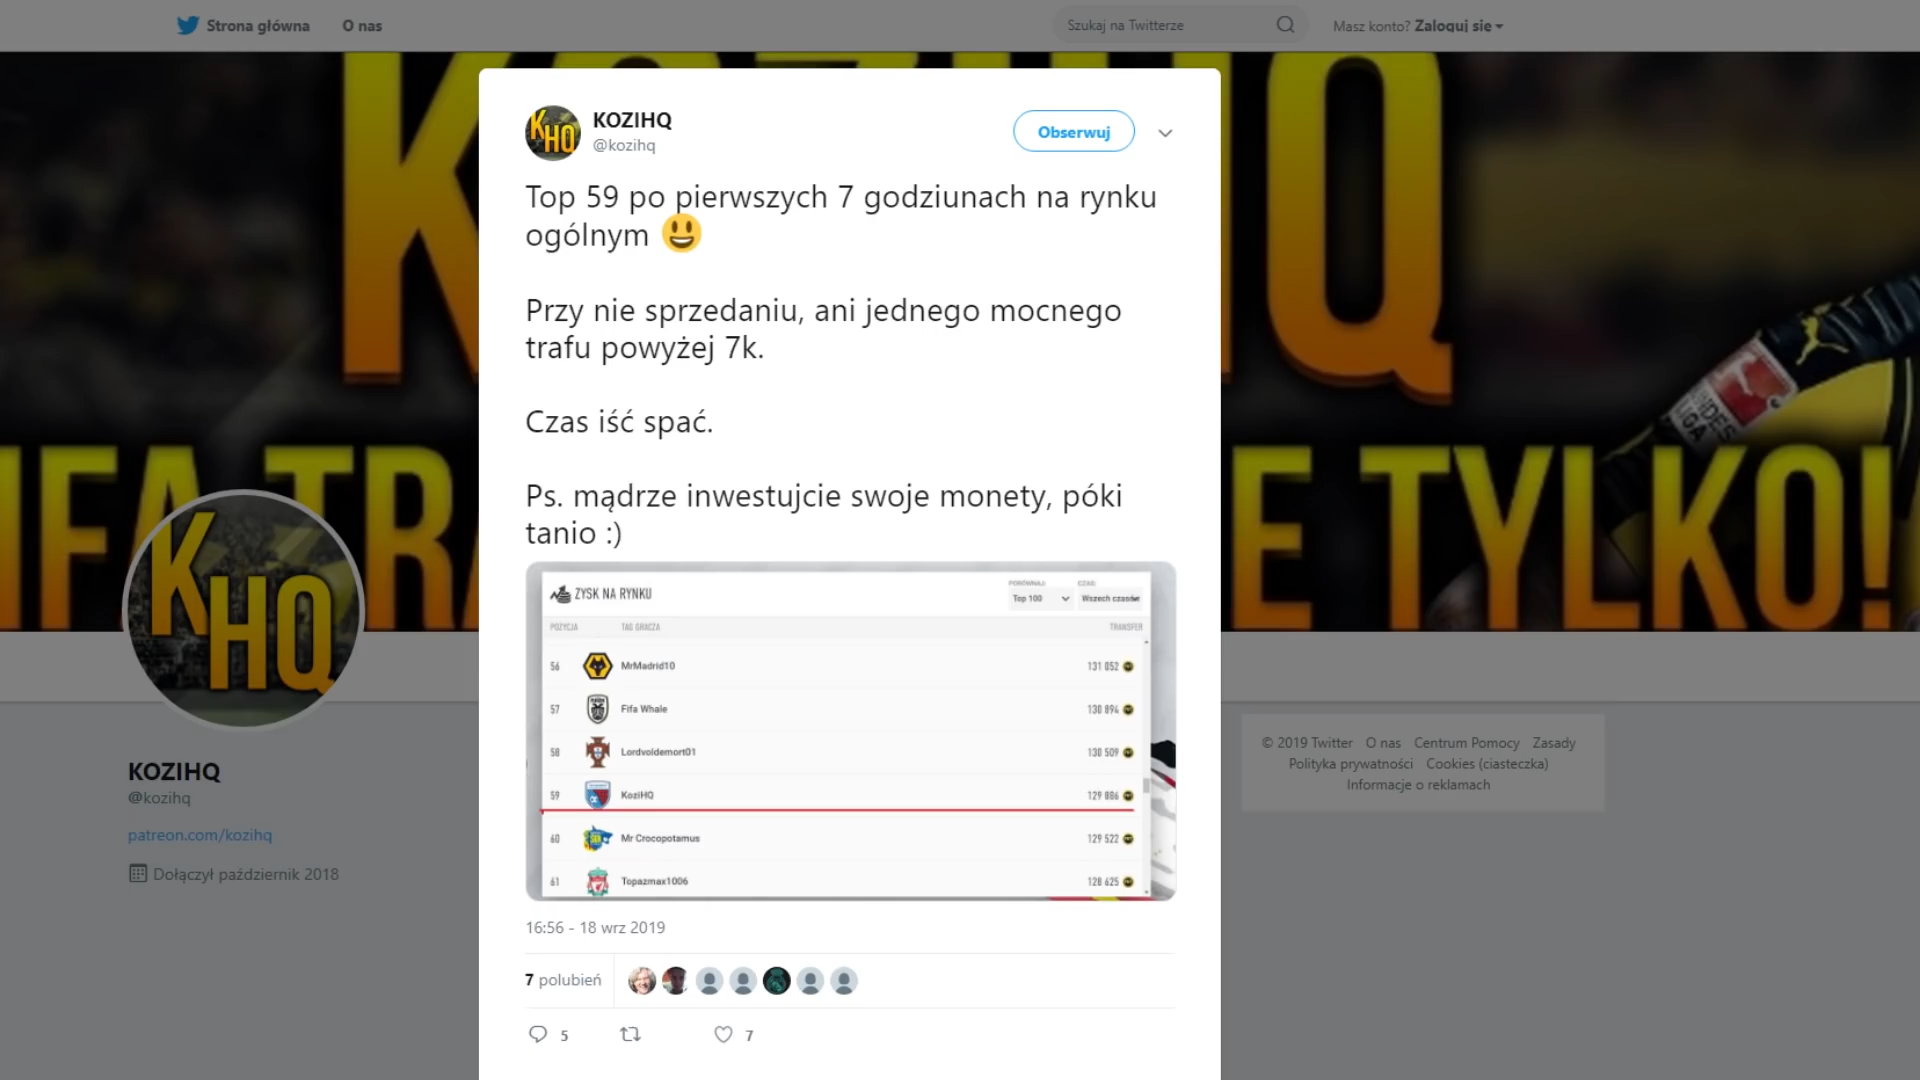 Strona główna
O nas
Szukaj na Twitterze
Masz konto? Zaloguj się
KOZIHQ
@kozihq
Obserwuj
Top 59 po pierwszych 7 godziunach na rynku
ogólnym
Przy nie sprzedaniu, ani jednego mocnego
trafu powyżej 7k.
Czas iść spać.
Ps. mądrze inwestujcie swoje monety, póki
tanio :)
ZYSK NA RYNKU
PORÓWNAJ: CZAS:
Top 100 Wszech czasów
POZYCJA TAG GRACZA TRANSFER
56 MrMadrid10 131 052
57 Fifa Whale 130 894
58 Lordvoldemort01 130 509
59 KoziHQ 129 886
60 Mr Crocopotamus 129 522
61 Topazmax1006 128 625
16:56 - 18 wrz 2019
7 polubień
5 7
KHQ
KOZIHQ
@kozihq
patreon.com/kozihq
Dołączył październik 2018
© 2019 Twitter O nas Centrum Pomocy Zasady
Polityka prywatności Cookies (ciasteczka)
Informacje o reklamach
E TYLKO!